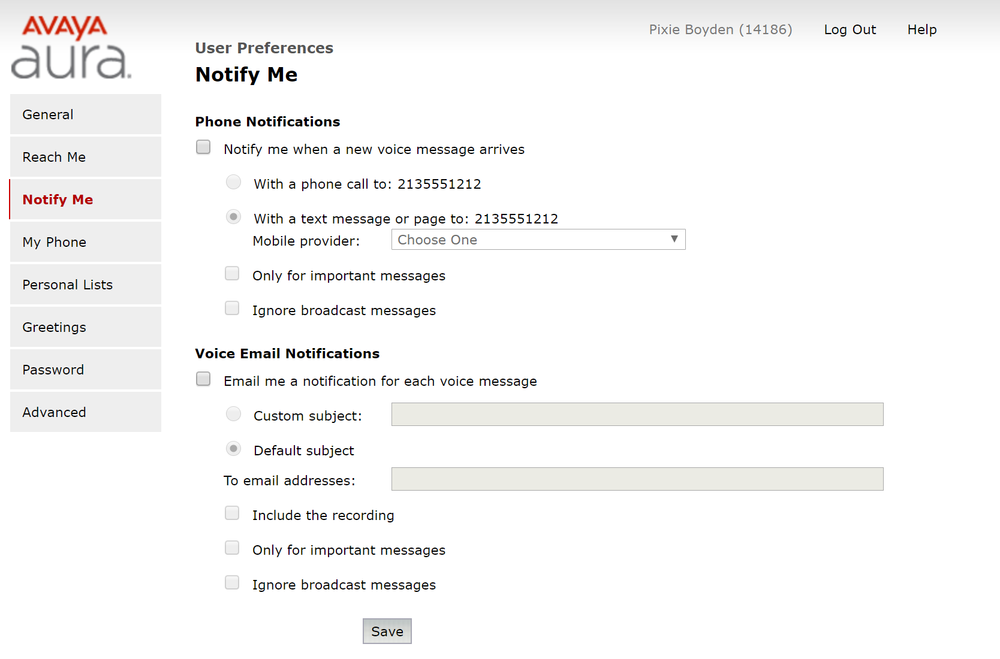 AVAYA
aura.
Pixie Boyden (14186) Log Out Help
User Preferences
Notify Me
General
Reach Me
Notify Me
My Phone
Personal Lists
Greetings
Password
Advanced
Phone Notifications
Notify me when a new voice message arrives
With a phone call to: 2135551212
With a text message or page to: 2135551212
Mobile provider: Choose One
Only for important messages
Ignore broadcast messages
Voice Email Notifications
Email me a notification for each voice message
Custom subject:
Default subject
To email addresses:
Include the recording
Only for important messages
Ignore broadcast messages
Save